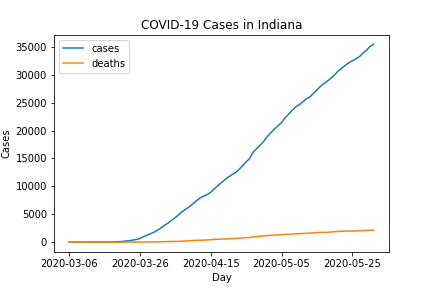 COVID-19 Cases in Indiana
cases
deaths
35000
30000
25000
20000
15000
10000
5000
0
Cases
2020-03-06 2020-03-26 2020-04-15 2020-05-05 2020-05-25
Day